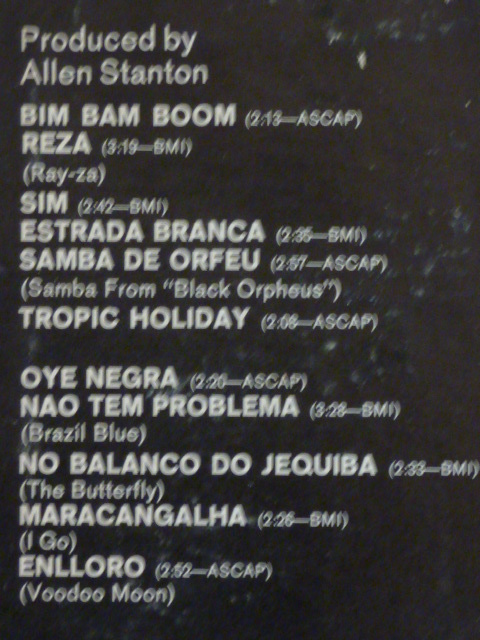 Produced by
Allen Stanton
BIM BAM BOOM (2:13—ASCAP)
REZA (3:19—BMI)
(Ray-za)
SIM (2:42—BMI)
ESTRADA BRANCA (2:35—BMI)
SAMBA DE ORFEU (2:57—ASCAP)
(Samba From "Black Orpheus")
TROPIC HOLIDAY (2:08—ASCAP)
OYE NEGRA (2:20—ASCAP)
NAO TEM PROBLEMA (3:28—BMI)
(Brazil Blue)
NO BALANCO DO JEQUIBA (2:33—BMI)
(The Butterfly)
MARACANGALHA (2:26—BMI)
(I Go)
ENLLORO (2:52—ASCAP)
(Voodoo Moon)